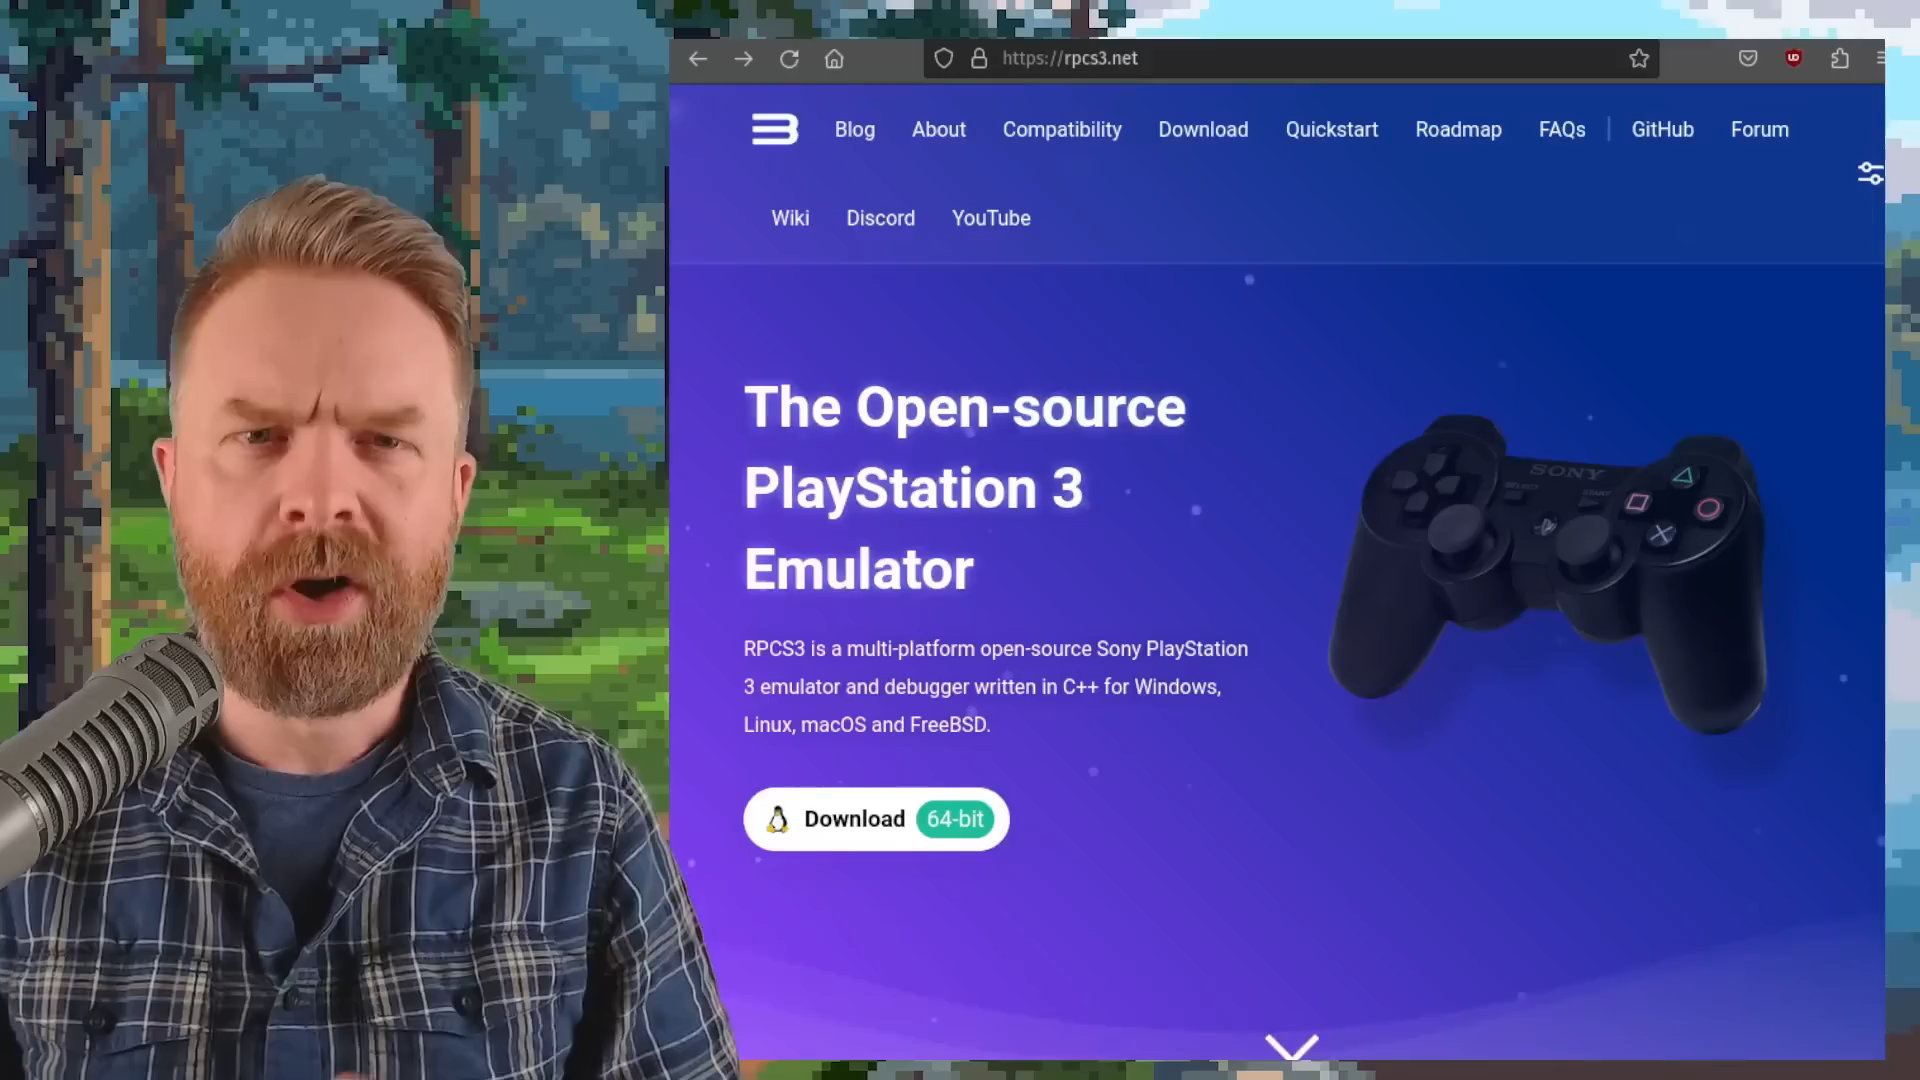 https://rpcs3.net
Blog About Compatibility Download Quickstart Roadmap FAQs GitHub Forum
Wiki Discord YouTube
The Open-source
PlayStation 3
Emulator
SONY
SELECT
START
RPCS3 is a multi-platform open-source Sony PlayStation
3 emulator and debugger written in C++ for Windows,
Linux, macOS and FreeBSD.
Download 64-bit